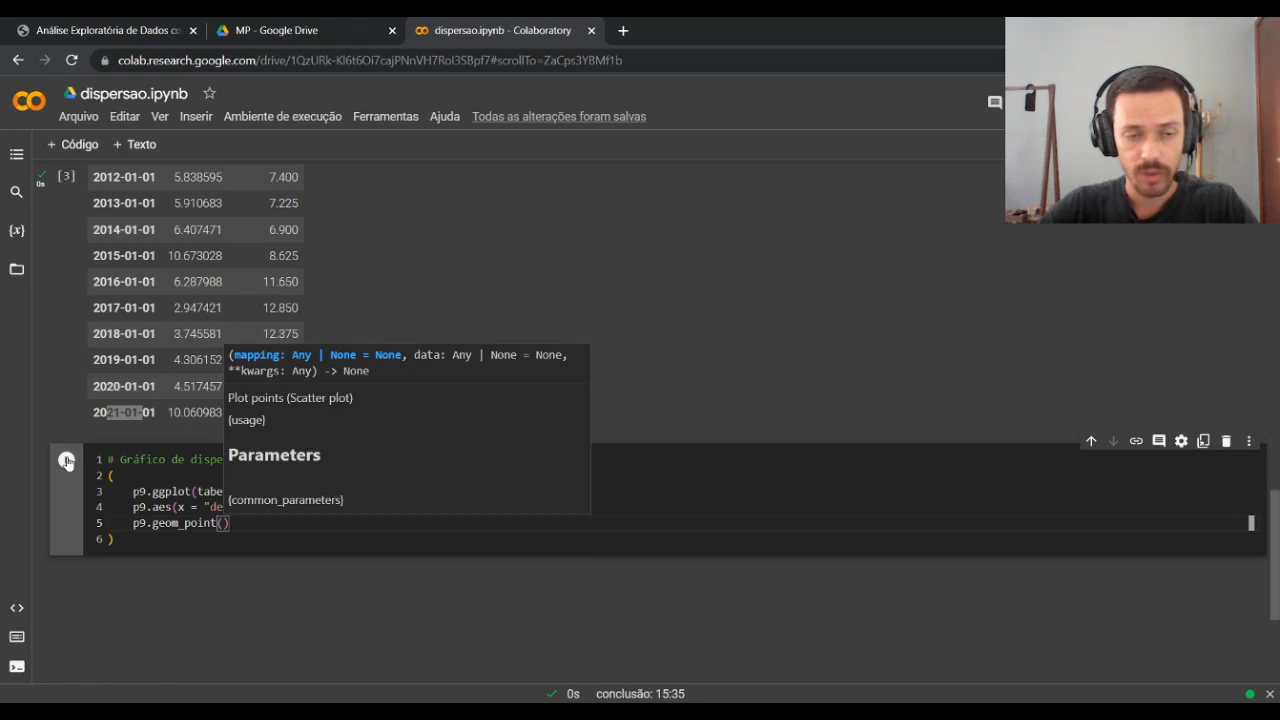 Análise Exploratória de Dados co
MP - Google Drive
dispersao.ipynb - Colaboratory
colab.research.google.com/drive/1QzURk-Kl6t6Oi7cajPNnVH7RoI3SBpf7#scrollTo=ZaCps3YBMf1b
dispersao.ipynb
Arquivo Editar Ver Inserir Ambiente de execução Ferramentas Ajuda Todas as alterações foram salvas
+ Código + Texto
0s
[3]
2012-01-01 5.838595 7.400
2013-01-01 5.910683 7.225
2014-01-01 6.407471 6.900
2015-01-01 10.673028 8.625
2016-01-01 6.287988 11.650
2017-01-01 2.947421 12.850
2018-01-01 3.745581 12.375
2019-01-01 4.306152
2020-01-01 4.517457
2021-01-01 10.060983
(mapping: Any | None = None, data: Any | None = None,
**kwargs: Any) -> None
Plot points (Scatter plot)
{usage}
Parameters
{common_parameters}
1 # Gráfico de dispe
2 (
3 p9.ggplot(tabe
4 p9.aes(x = "de
5 p9.geom_point()
6 )
0s conclusão: 15:35